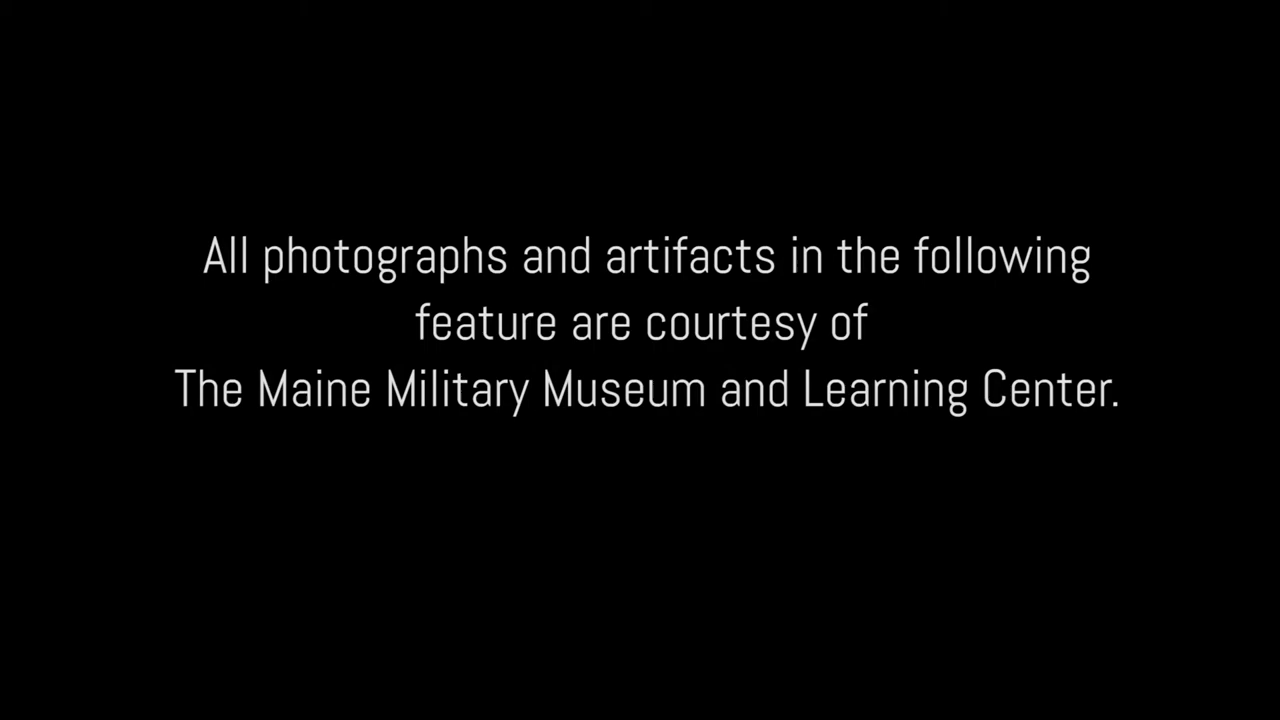 All photographs and artifacts in the following
feature are courtesy of
The Maine Military Museum and Learning Center.